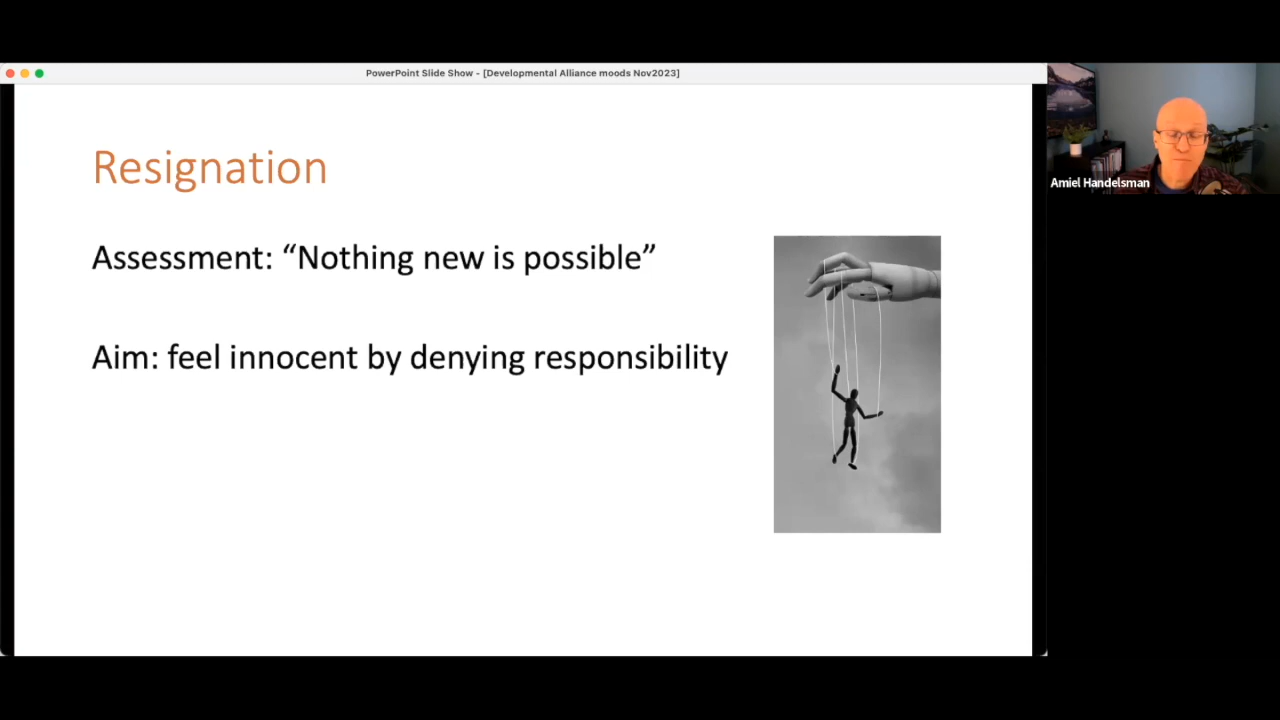 PowerPoint Slide Show - [Developmental Alliance moods Nov2023]
Resignation
Assessment: “Nothing new is possible”
Aim: feel innocent by denying responsibility
Amiel Handelsman